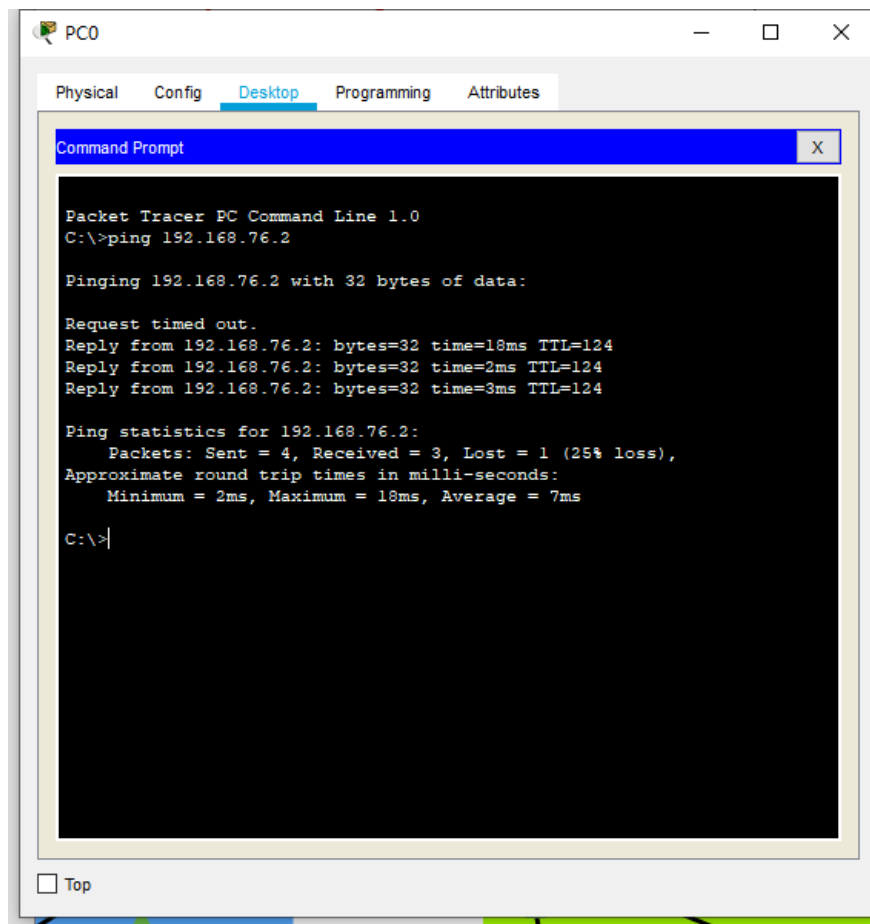 PC0
Physical Config Desktop Programming Attributes
Command Prompt
X
Packet Tracer PC Command Line 1.0
C:\>ping 192.168.76.2
Pinging 192.168.76.2 with 32 bytes of data:
Request timed out.
Reply from 192.168.76.2: bytes=32 time=18ms TTL=124
Reply from 192.168.76.2: bytes=32 time=2ms TTL=124
Reply from 192.168.76.2: bytes=32 time=3ms TTL=124
Ping statistics for 192.168.76.2:
Packets: Sent = 4, Received = 3, Lost = 1 (25% loss),
Approximate round trip times in milli-seconds:
Minimum = 2ms, Maximum = 18ms, Average = 7ms
C:\>
Top